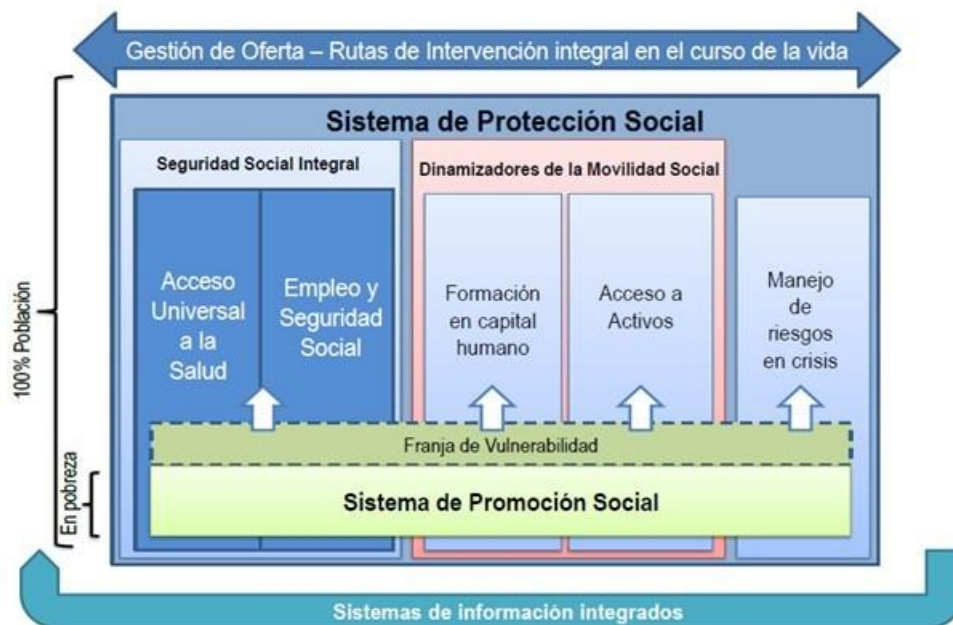 Gestión de Oferta – Rutas de Intervención integral en el curso de la vida
Sistema de Protección Social
Seguridad Social Integral
Dinamizadores de la Movilidad Social
Acceso
Universal
a la
Salud
Empleo y
Seguridad
Social
Formación
en capital
humano
Acceso a
Activos
Manejo
de
riesgos
en crisis
100% Población
Franja de Vulnerabilidad
En pobreza
Sistema de Promoción Social
Sistemas de información integrados